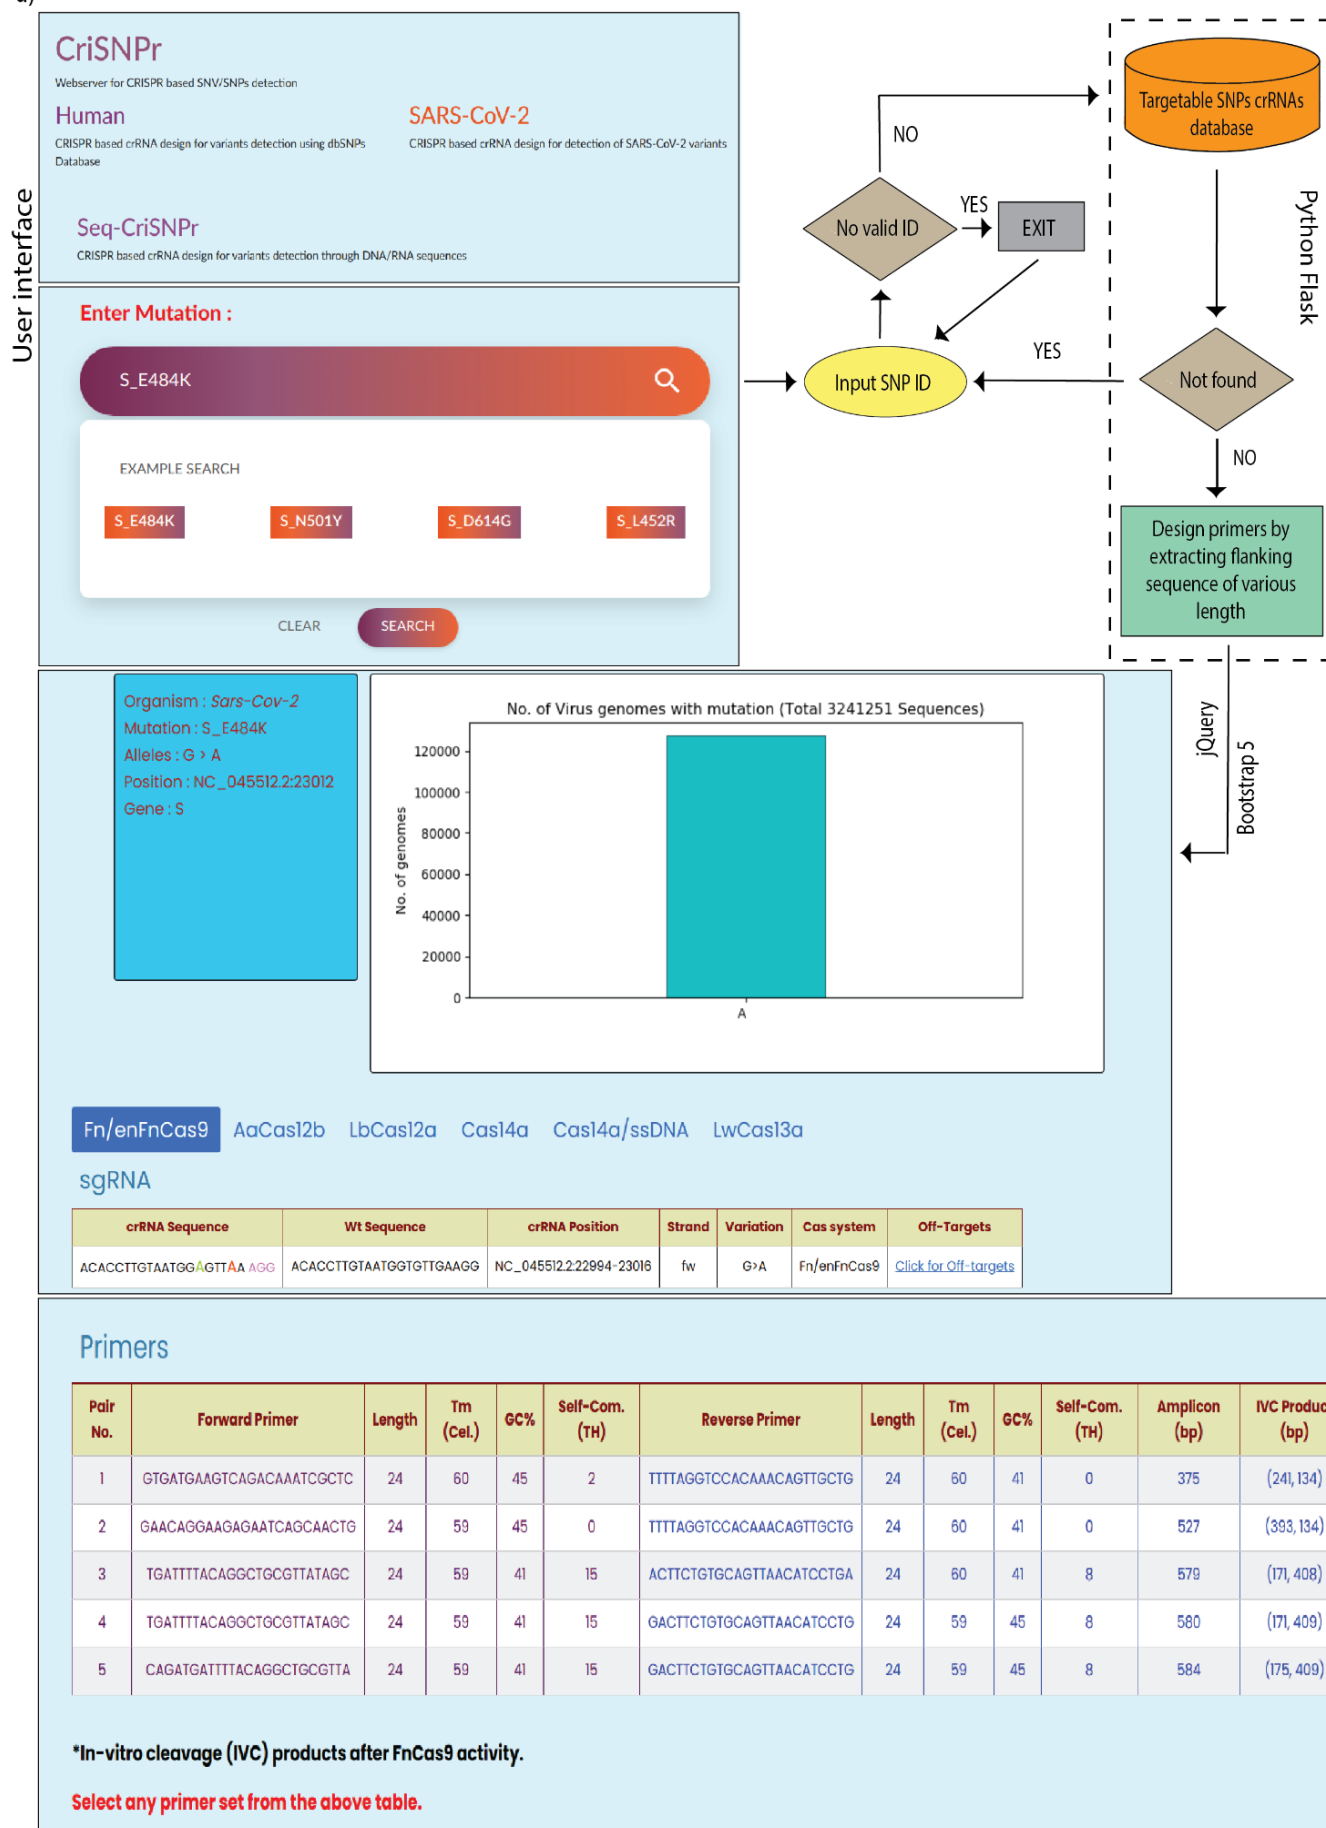 a)
User interface
CriSNPr
Webserver for CRISPR based SNV/SNPs detection
Human
CRISPR based crRNA design for variants detection using dbSNPs
Database
SARS-CoV-2
CRISPR based crRNA design for detection of SARS-CoV-2 variants
Seq-CriSNPr
CRISPR based crRNA design for variants detection through DNA/RNA sequences
Enter Mutation :
S_E484K
EXAMPLE SEARCH
S_E484K S_N501Y S_D614G S_L452R
CLEAR SEARCH
NO
No valid ID
YES
EXIT
Input SNP ID
YES
Targetable SNPs crRNAs
database
Python Flask
Not found
NO
Design primers by
extracting flanking
sequence of various
length
jQuery
Bootstrap 5
Organism : Sars-Cov-2
Mutation : S_E484K
Alleles : G > A
Position : NC_045512.2:23012
Gene : S
No. of Virus genomes with mutation (Total 3241251 Sequences)
No. of genomes
120000
100000
80000
60000
40000
20000
0
A
Fn/enFnCas9 AaCas12b LbCas12a Cas14a Cas14a/ssDNA LwCas13a
sgRNA
crRNA Sequence Wt Sequence crRNA Position Strand Variation Cas system Off-Targets
ACACCTTGTAATGGAAGTTAA AGG ACACCTTGTAATGGTGTTGAAGG NC_045512.2:22994-23016 fw G>A Fn/enFnCas9 Click for Off-targets
Primers
Pair No. Forward Primer Length Tm (Cel.) GC% Self-Com. (TH) Reverse Primer Length Tm (Cel.) GC% Self-Com. (TH) Amplicon (bp) IVC Produc (bp)
1 GTGATGAAGTCAGACAAATCGCTC 24 60 45 2 TTTTAGGTCCACAAACAGTTGCTG 24 60 41 0 375 (241, 134)
2 GAACAGGAAGAGAATCAGCAACTG 24 59 45 0 TTTTAGGTCCACAAACAGTTGCTG 24 60 41 0 527 (393, 134)
3 TGATTTTACAGGCTGCGTTATAGC 24 59 41 15 ACTTCTGTGCAGTTAACATCCTGA 24 60 41 8 579 (171, 408)
4 TGATTTTACAGGCTGCGTTATAGC 24 59 41 15 GACTTCTGTGCAGTTAACATCCTG 24 59 45 8 580 (171, 409)
5 CAGATGATTTTACAGGCTGCGTTA 24 59 41 15 GACTTCTGTGCAGTTAACATCCTG 24 59 45 8 584 (175, 409)
*In-vitro cleavage (IVC) products after FnCas9 activity.
Select any primer set from the above table.